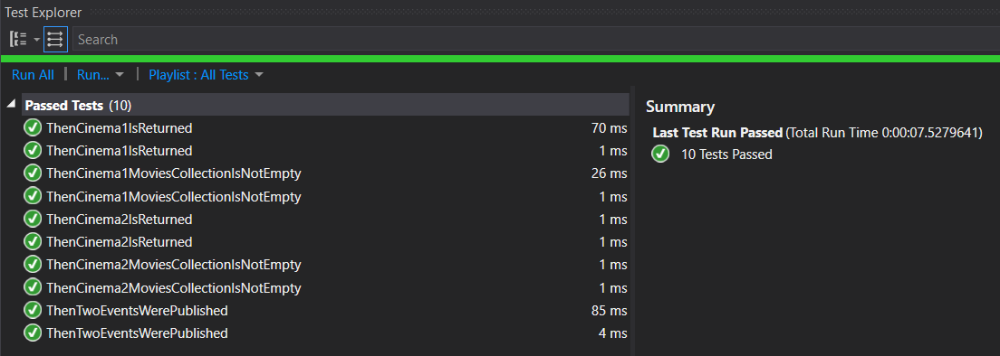 Test Explorer
Search
Run All | Run... | Playlist : All Tests
Passed Tests (10)
ThenCinema1IsReturned 70 ms
ThenCinema1IsReturned 1 ms
ThenCinema1MoviesCollectionIsNotEmpty 26 ms
ThenCinema1MoviesCollectionIsNotEmpty 1 ms
ThenCinema2IsReturned 1 ms
ThenCinema2IsReturned 1 ms
ThenCinema2MoviesCollectionIsNotEmpty 1 ms
ThenCinema2MoviesCollectionIsNotEmpty 1 ms
ThenTwoEventsWerePublished 85 ms
ThenTwoEventsWerePublished 4 ms
Summary
Last Test Run Passed (Total Run Time 0:00:07.5279641)
10 Tests Passed